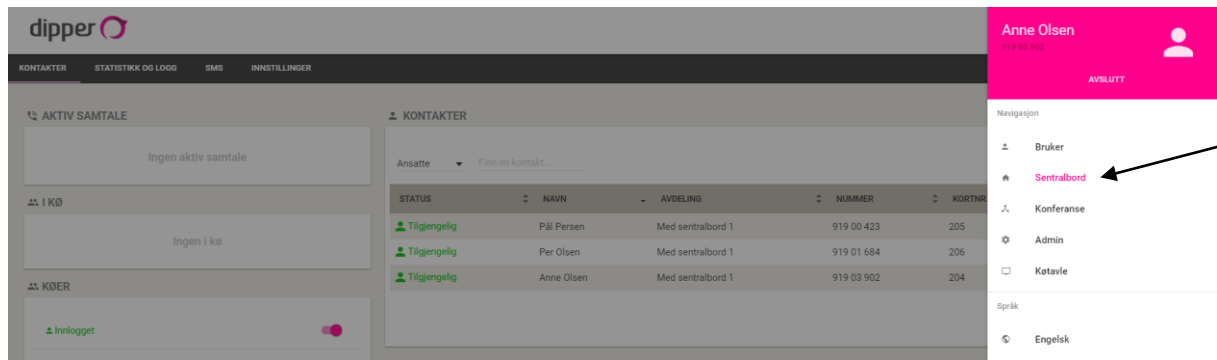 dipper
KONTAKTER STATISTIKK OG LOGG SMS INNSTILLINGER
AKTIV SAMTALE
Ingen aktiv samtale
I KØ
Ingen i kø
KØER
Innlogget
KONTAKTER
Ansatte Finn en kontakt...
STATUS NAVN AVDELING NUMMER KORTNR.
Tilgjengelig Pål Persen Med sentralbord 1 919 00 423 205
Tilgjengelig Per Olsen Med sentralbord 1 919 01 684 206
Tilgjengelig Anne Olsen Med sentralbord 1 919 03 902 204
Anne Olsen
919 03 902
AVSLUTT
Navigasjon
Bruker
Sentralbord
Konferanse
Admin
Køtavle
Språk
Engelsk